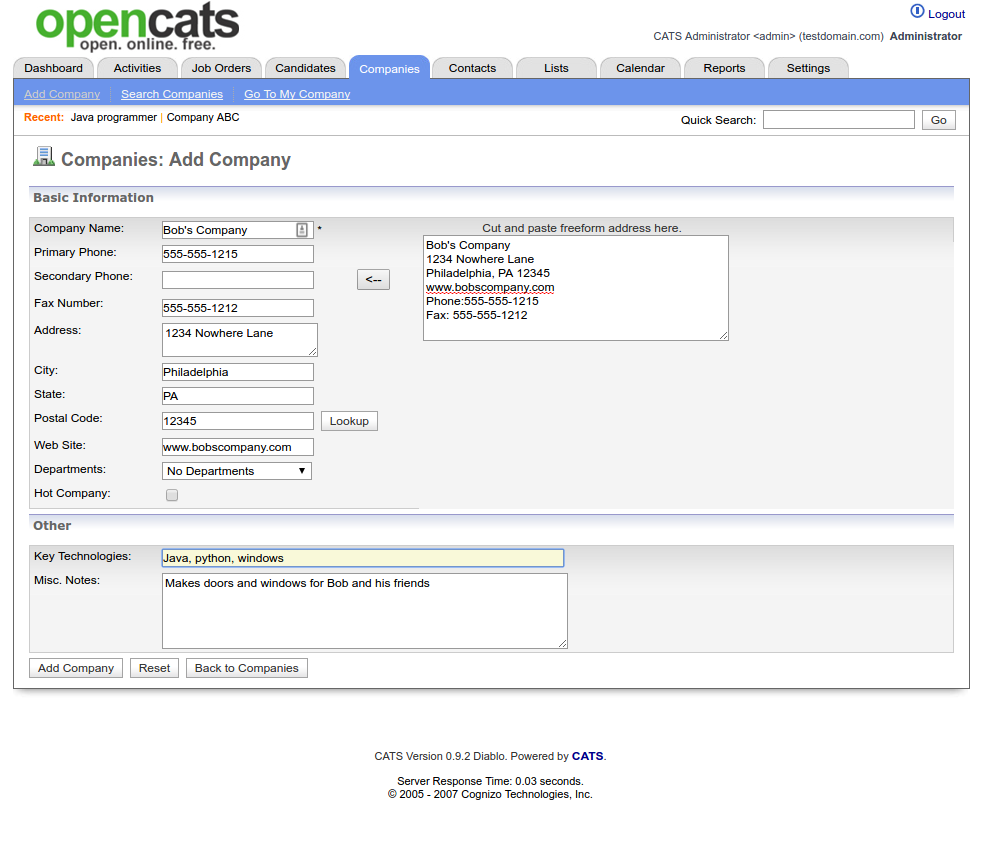 opencats
open. online. free.
Logout
CATS Administrator <admin> (testdomain.com) Administrator
Dashboard Activities Job Orders Candidates Companies Contacts Lists Calendar Reports Settings
Add Company Search Companies Go To My Company
Recent: Java programmer | Company ABC Quick Search: Go
Companies: Add Company
Basic Information
Company Name: Bob's Company * Cut and paste freeform address here.
Primary Phone: 555-555-1215
Secondary Phone: <--
Fax Number: 555-555-1212
Address: 1234 Nowhere Lane
City: Philadelphia
State: PA
Postal Code: 12345 Lookup
Web Site: www.bobscompany.com
Departments: No Departments
Hot Company:
Bob's Company
1234 Nowhere Lane
Philadelphia, PA 12345
www.bobscompany.com
Phone:555-555-1215
Fax: 555-555-1212
Other
Key Technologies: Java, python, windows
Misc. Notes: Makes doors and windows for Bob and his friends
Add Company Reset Back to Companies
CATS Version 0.9.2 Diablo. Powered by CATS.
Server Response Time: 0.03 seconds.
© 2005 - 2007 Cognizo Technologies, Inc.